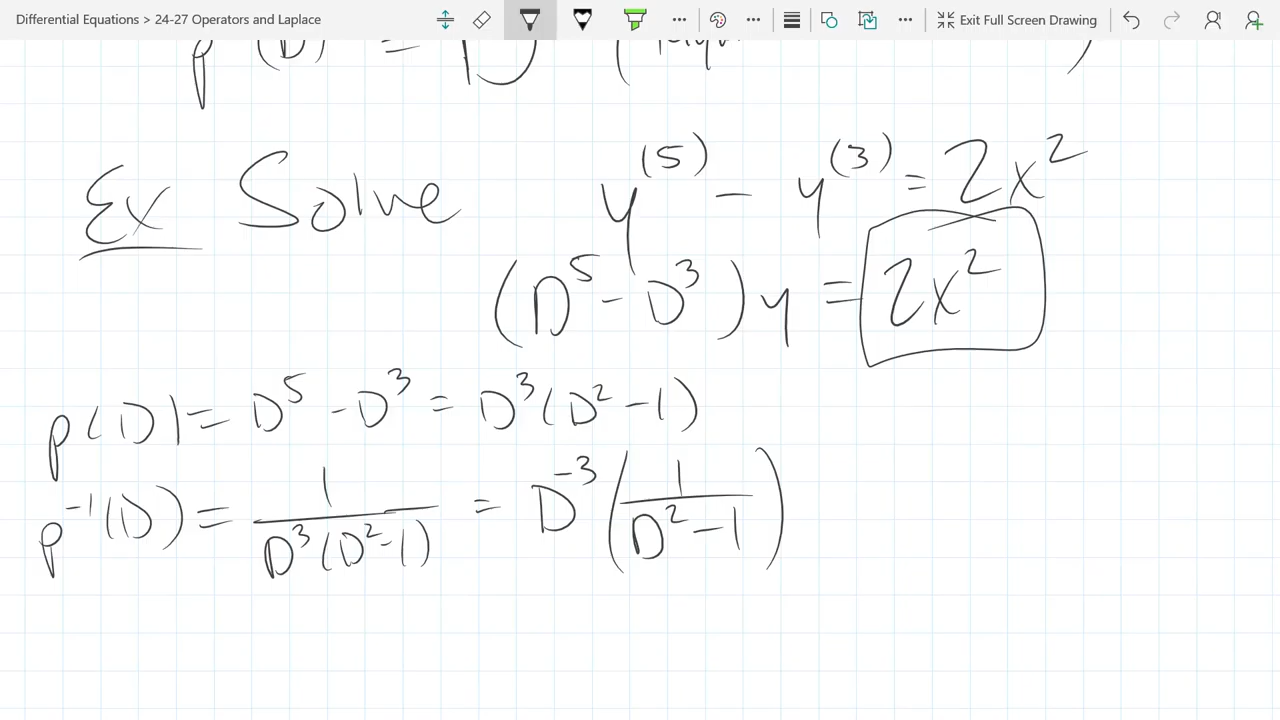 Differential Equations > 24-27 Operators and Laplace
Exit Full Screen Drawing
Ex Solve y^(5) - y^(3) = 2x^2
(D^5 - D^3)y = 2x^2
p(D) = D^5 - D^3 = D^3(D^2 - 1)
p^-1(D) = 1/(D^3(D^2-1)) = D^-3(1/(D^2-1))